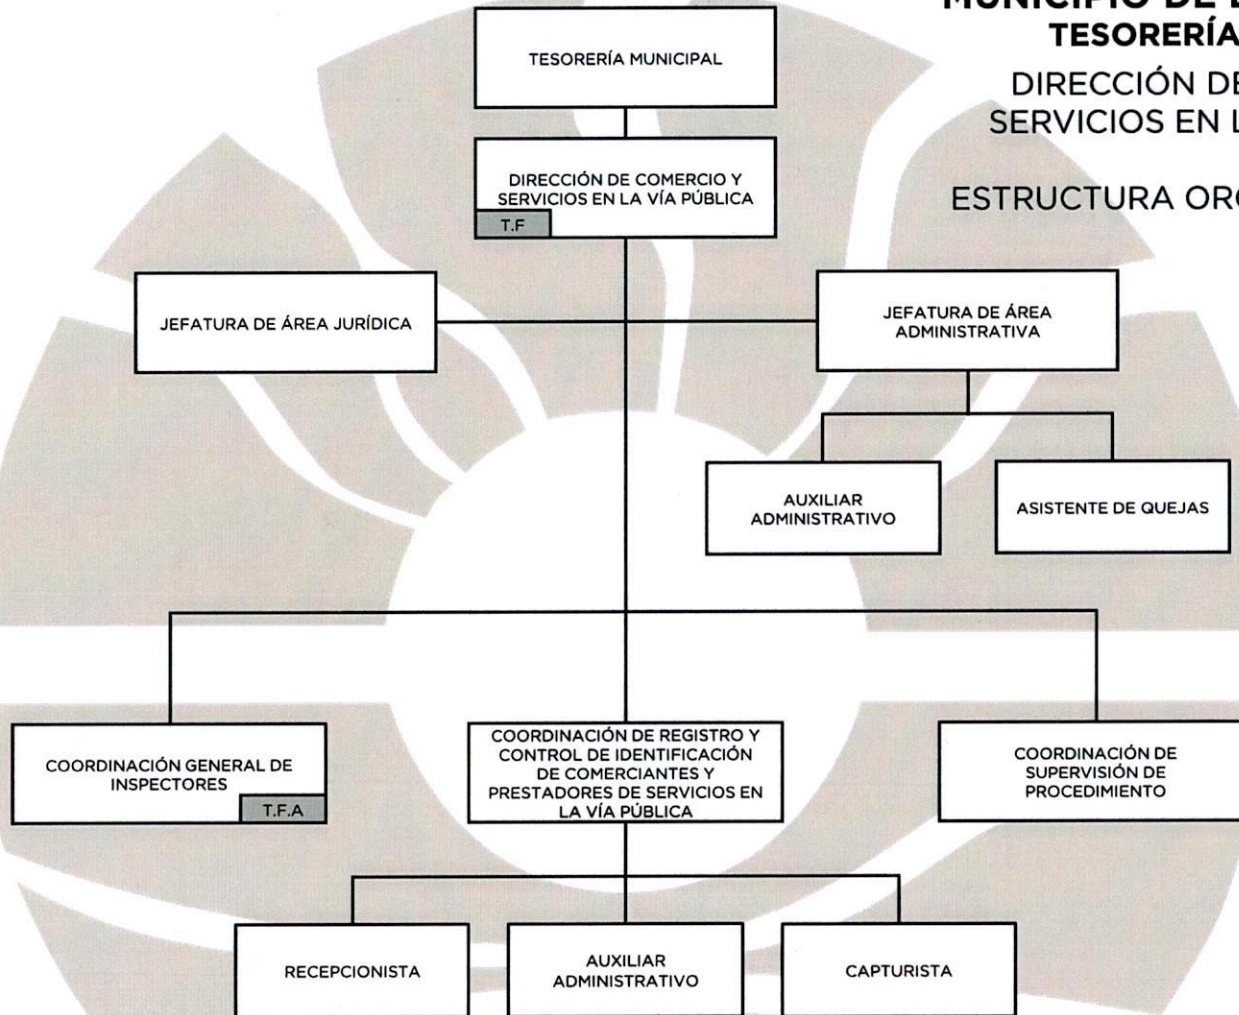 MUNICIPIO DE
TESORERÍA
DIRECCIÓN DE
SERVICIOS EN
ESTRUCTURA
TESORERÍA MUNICIPAL
DIRECCIÓN DE COMERCIO Y
SERVICIOS EN LA VÍA PÚBLICA
T.F
JEFATURA DE ÁREA JURÍDICA
JEFATURA DE ÁREA
ADMINISTRATIVA
AUXILIAR
ADMINISTRATIVO
ASISTENTE DE QUEJAS
COORDINACIÓN GENERAL DE
INSPECTORES
T.F.A
COORDINACIÓN DE REGISTRO Y
CONTROL DE IDENTIFICACIÓN
DE COMERCIANTES Y
PRESTADORES DE SERVICIOS EN
LA VÍA PÚBLICA
COORDINACIÓN DE
SUPERVISIÓN DE
PROCEDIMIENTO
RECEPCIONISTA
AUXILIAR
ADMINISTRATIVO
CAPTURISTA